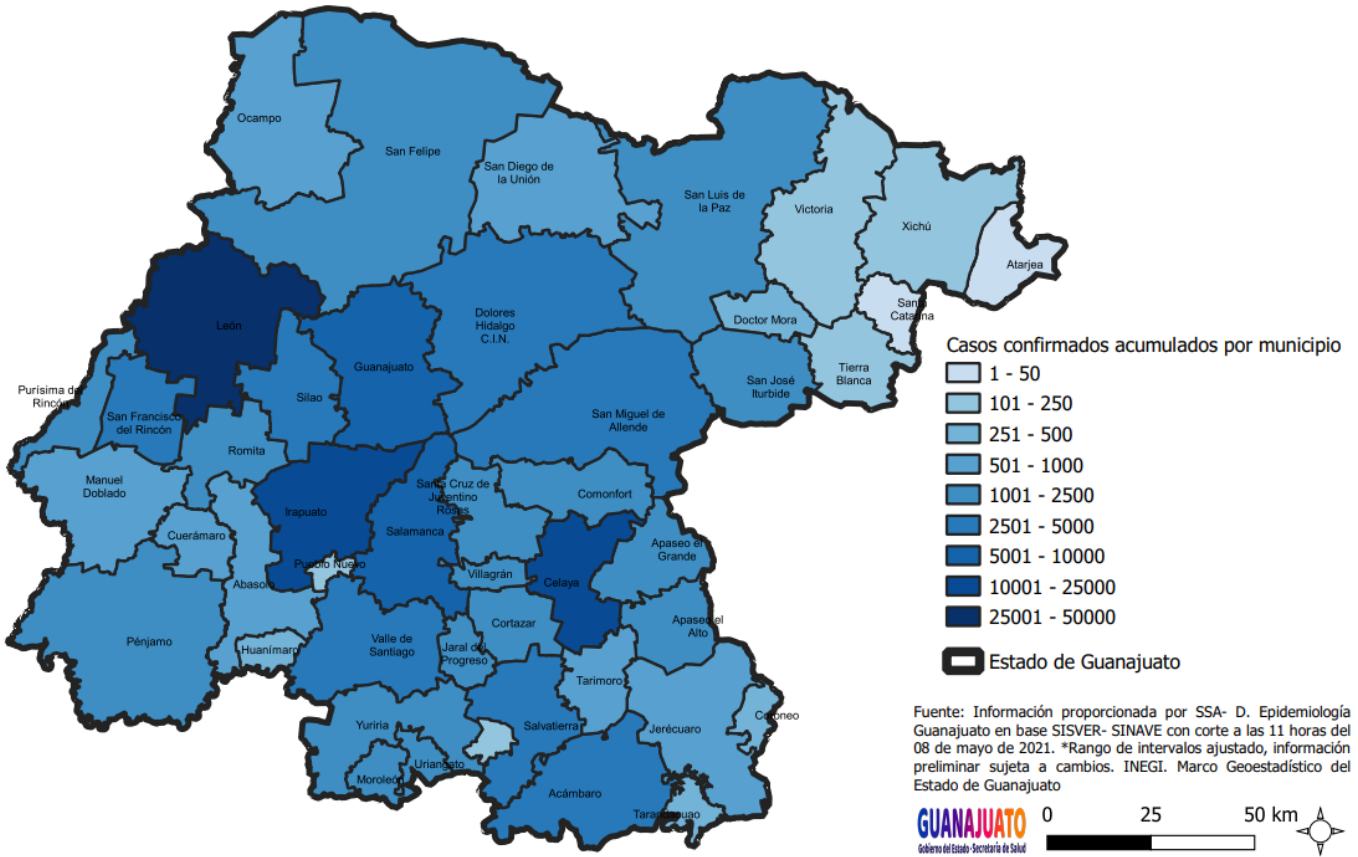 Ocampo
San Felipe
San Diego de
la Unión
San Luis de
la Paz
Victoria
Xichú
Atarjea
Santa
Catarina
Doctor Mora
Tierra
Blanca
San José
Iturbide
Dolores
Hidalgo
C.I.N.
León
Guanajuato
Silao
San Miguel de
Allende
Purísima del
Rincón
San Francisco
del Rincón
Romita
Manuel
Doblado
Cuerámaro
Irapuato
Salamanca
Santa Cruz de
Juventino
Roses
Comonfort
Apaseo el
Grande
Pueblo Nuevo
Villagrán
Celaya
Abasolo
Pénjamo
Huanímaro
Valle de
Santiago
Jaral del
Progreso
Cortazar
Apaseo el
Alto
Tarimoro
Yuriria
Salvatierra
Jerécuaro
Coroneo
Uriangato
Moroleón
Acámbaro
Tarandacuao
Casos confirmados acumulados por municipio
1 - 50
101 - 250
251 - 500
501 - 1000
1001 - 2500
2501 - 5000
5001 - 10000
10001 - 25000
25001 - 50000
Estado de Guanajuato
Fuente: Información proporcionada por SSA- D. Epidemiología
Guanajuato en base SISVER- SINAVE con corte a las 11 horas del
08 de mayo de 2021. *Rango de intervalos ajustado, información
preliminar sujeta a cambios. INEGI. Marco Geoestadístico del
Estado de Guanajuato
GUANAJUATO
Gobierno del Estado - Secretaría de Salud
0 25 50 km